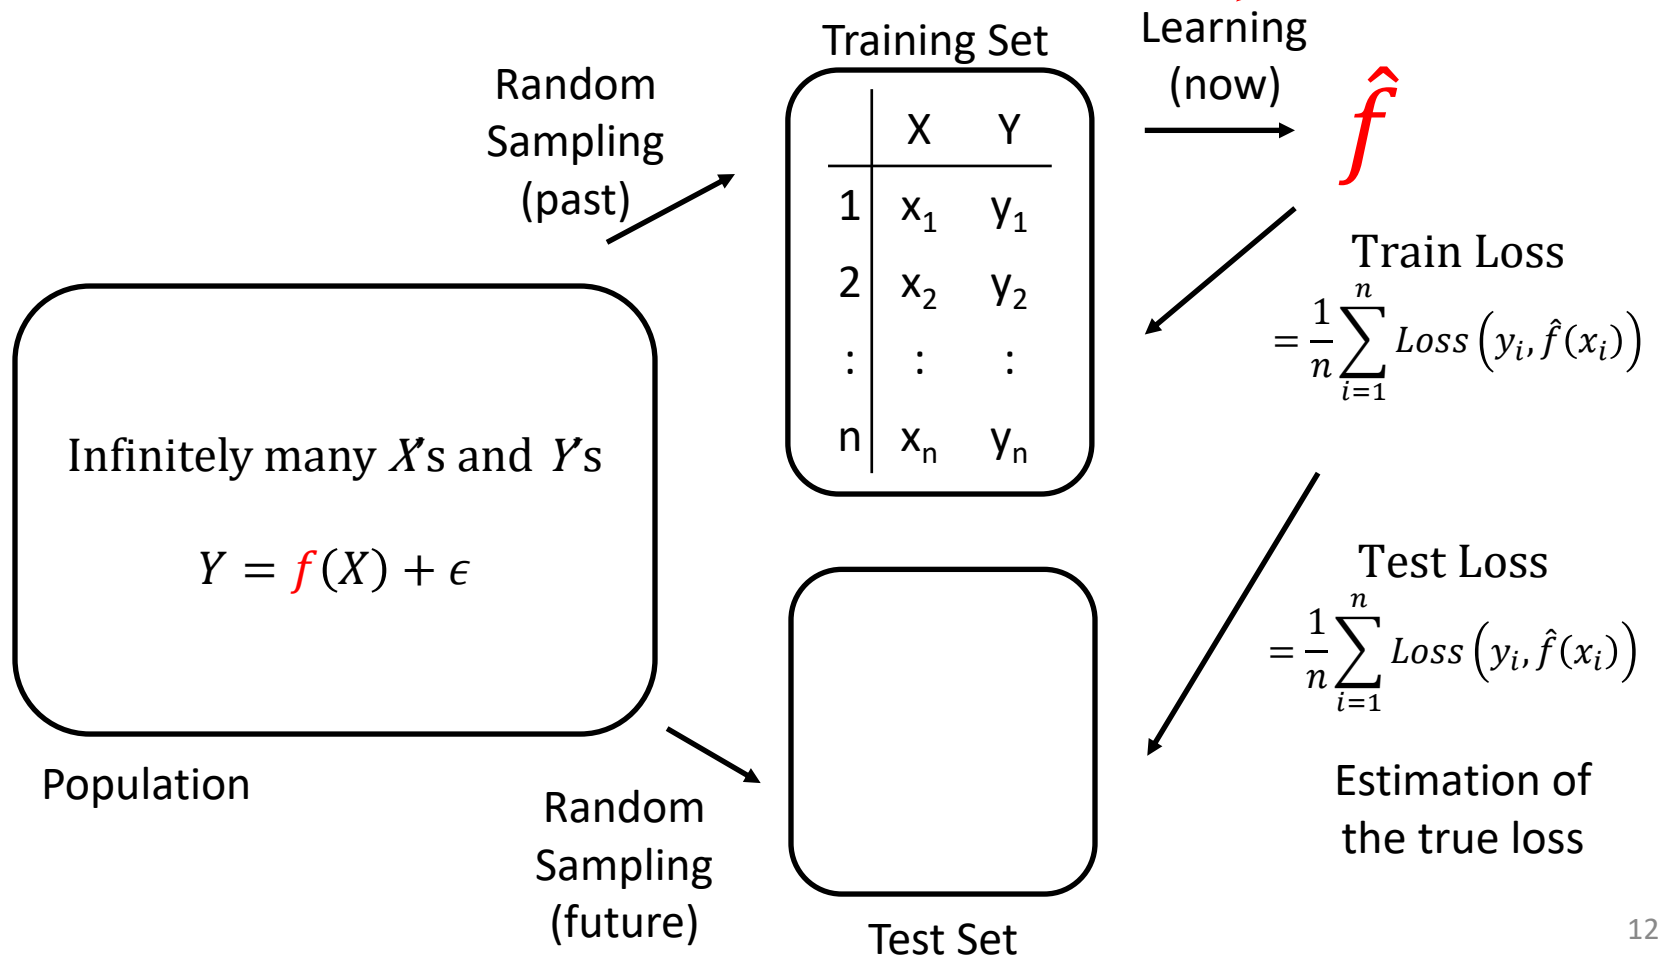 Random
Sampling
(past)
Training Set
X Y
1 x₁ y₁
2 x₂ y₂
: : :
n xₙ yₙ
Learning
(now)
f̂
Train Loss
= 1/n ∑ᵢ₌₁ⁿ Loss(yᵢ, f̂(xᵢ))
Infinitely many X's and Y's
Y = f(X) + ϵ
Population
Random
Sampling
(future)
Test Set
Test Loss
= 1/n ∑ᵢ₌₁ⁿ Loss(yᵢ, f̂(xᵢ))
Estimation of
the true loss
12